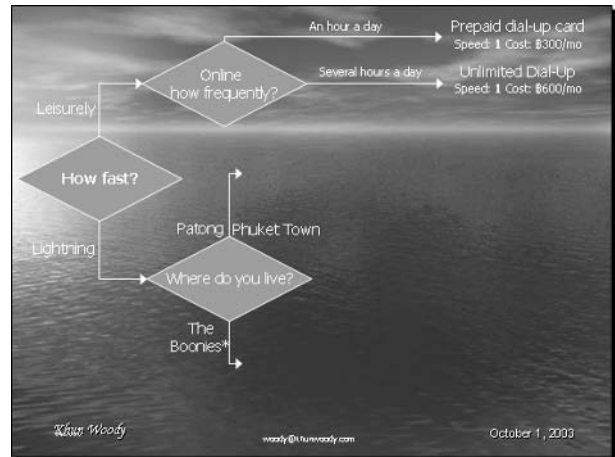 An hour a day
Prepaid dial-up card
Speed: 1 Cost: ฿300/mo
Online
how frequently?
Several hours a day
Unlimited Dial-Up
Speed: 1 Cost: ฿600/mo
Leisurely
How fast?
Lightning
Patong
Phuket Town
Where do you live?
The
Boonies*
Khun Woody
woody@khunwoody.com
October 1, 2003